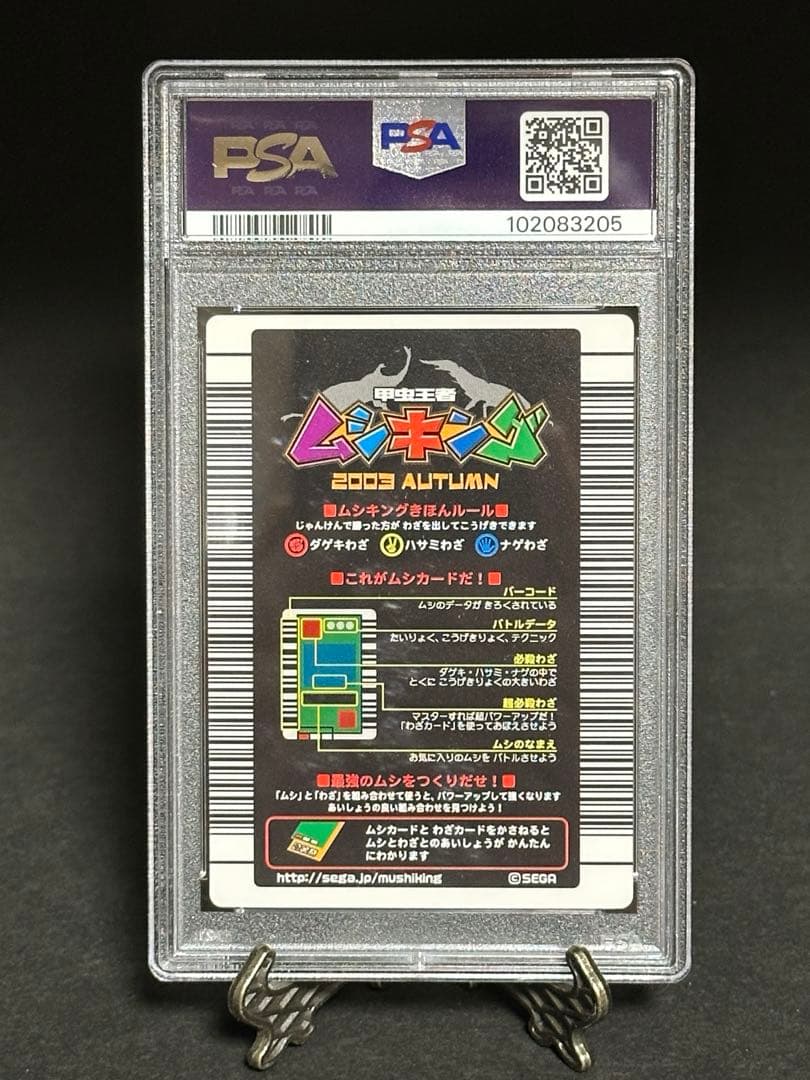 PSA
PSA
PSA PSA PSA
102083205
甲虫王者
ムシキング
2003 AUTUMN
■ムシキングきほんルール■
じゃんけんで勝った方が わざを出してこうげきできます
ダゲキわざ ハサミわざ ナゲわざ
■これがムシカードだ!■
バーコード
ムシのデータが きろくされている
バトルデータ
たいりょく、こうげきりょく、テクニック
必殺わざ
ダゲキ・ハサミ・ナゲの中で
とくに こうげきりょくの大きいわざ
超必殺わざ
マスターすれば超パワーアップだ!
「わざカード」を使っておぼえさせよう
ムシのなまえ
お気に入りのムシを バトルさせよう
■最強のムシをつくりだせ!■
「ムシ」と「わざ」を組み合わせて使うと、パワーアップして強くなります
あいしょうの良い組み合わせを見つけよう!
ムシカードと わざカードをかさねると
ムシとわざとのあいしょうが かんたん
にわかります
http://sega.jp/mushiking ©SEGA